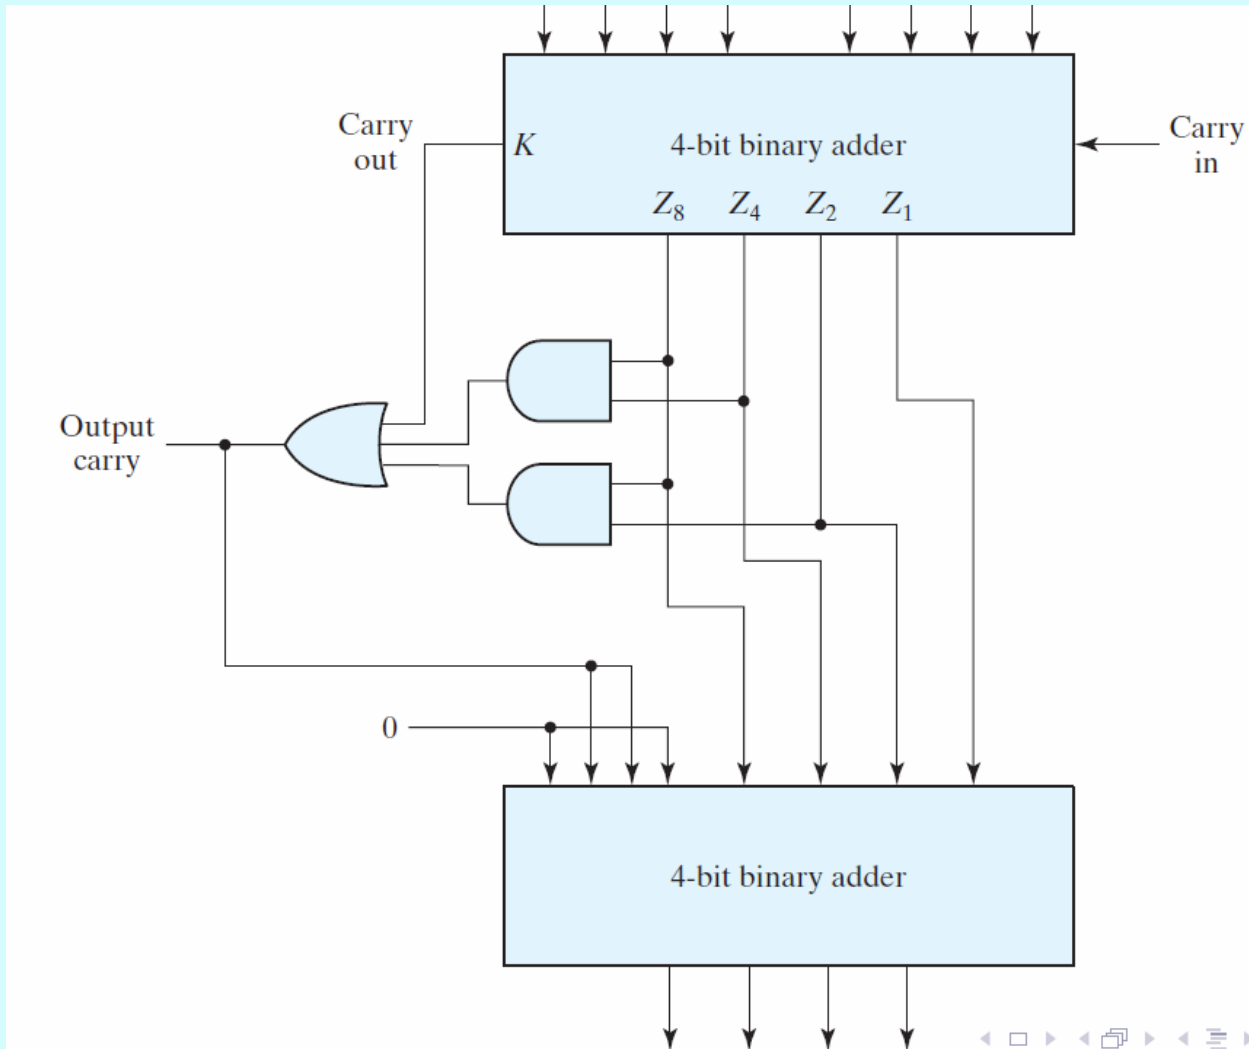 Carry
out
K
4-bit binary adder
Carry
in
Z8 Z4 Z2 Z1
Output
carry
0
4-bit binary adder